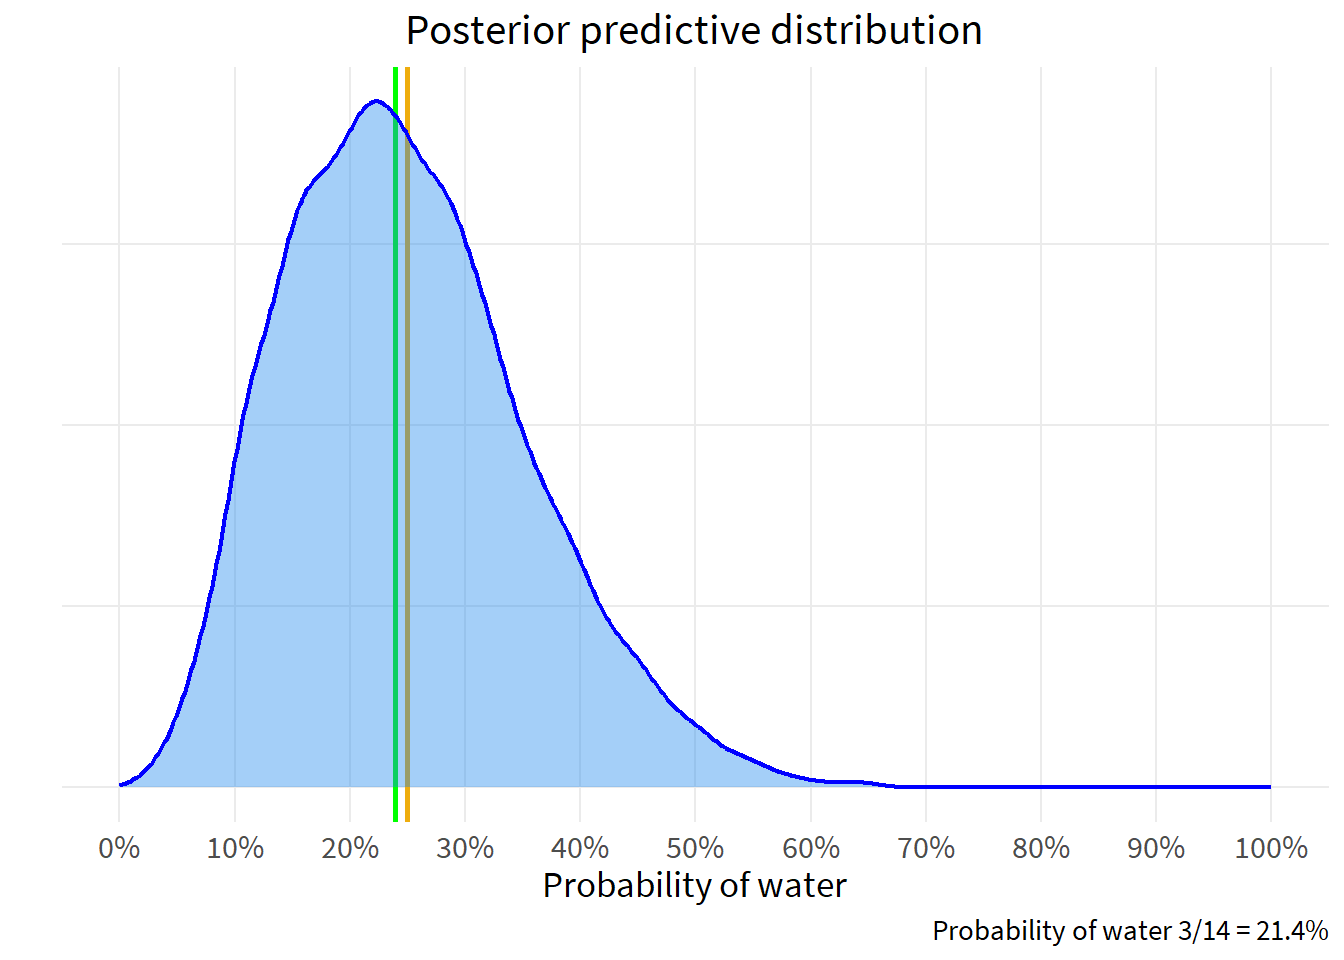 Posterior predictive distribution
0% 10% 20% 30% 40% 50% 60% 70% 80% 90% 100%
Probability of water
Probability of water 3/14 = 21.4%